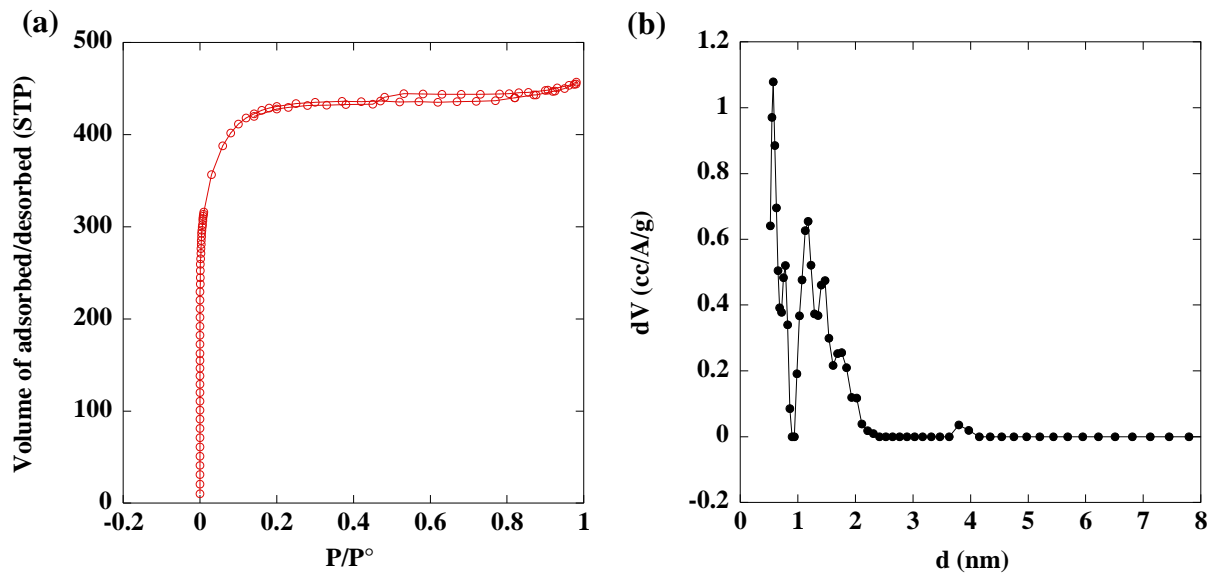 (a)
500
400
300
200
100
0
-0.2 0 0.2 0.4 0.6 0.8 1
P/P°
Volume of adsorbed/desorbed (STP)
(b)
1.2
1
0.8
0.6
0.4
0.2
0
-0.2
0 1 2 3 4 5 6 7 8
d (nm)
dV (cc/A/g)